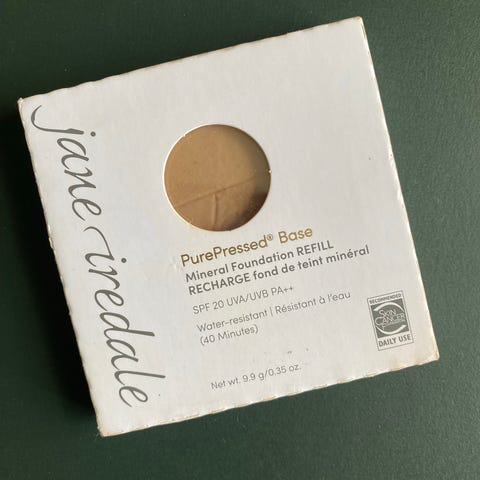 jane iredale
PurePressed® Base
Mineral Foundation REFILL
RECHARGE fond de teint minéral
SPF 20 UVA/UVB PA++
Water-resistant | Résistant à l'eau
(40 Minutes)
Net wt. 9.9 g/0.35 oz.
RECOMMENDED
SKIN
CANCER
DAILY USE